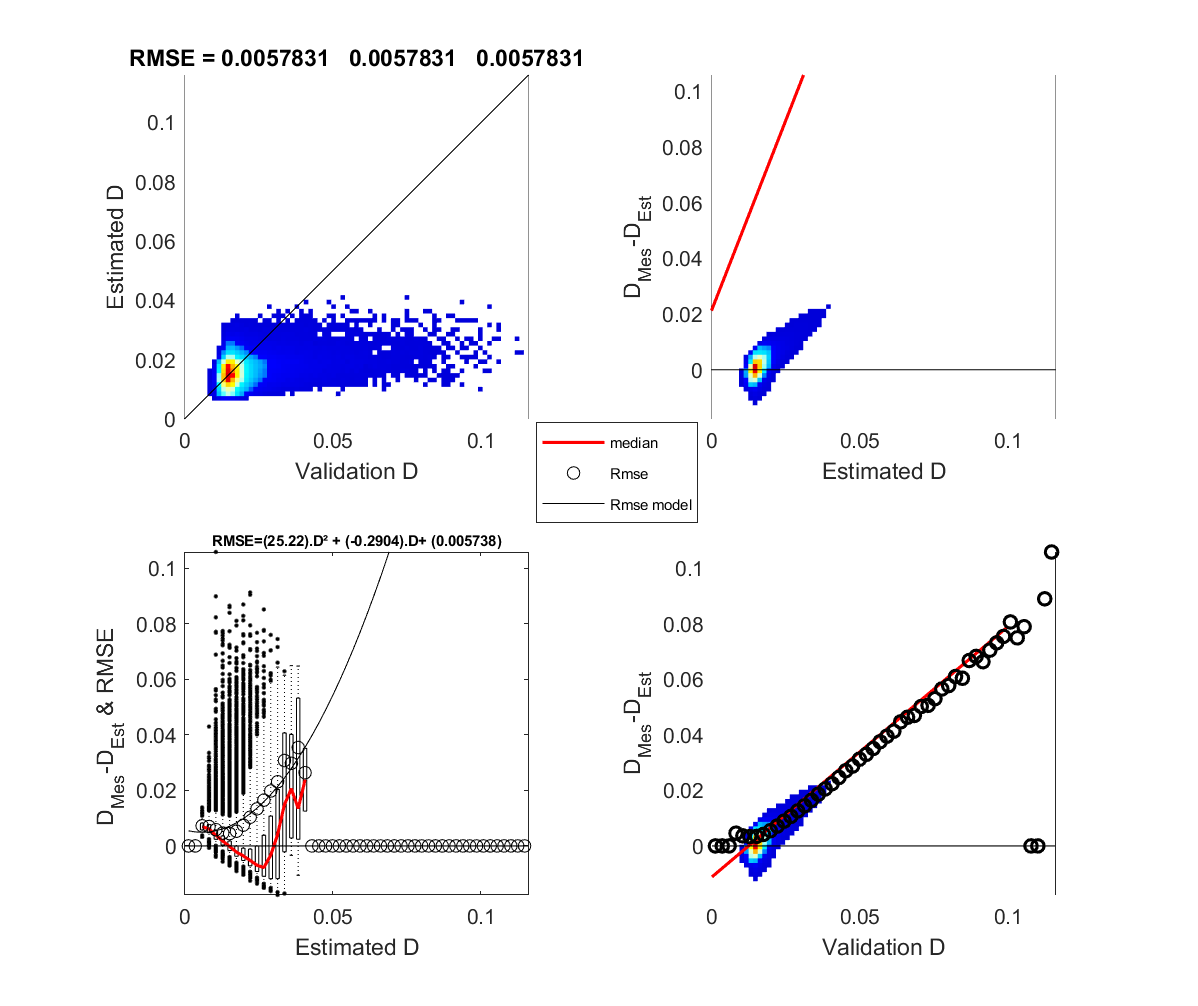 RMSE = 0.0057831 0.0057831 0.0057831
0.1
0.08
0.06
0.04
0.02
0
Estimated D
0
0.05
0.1
Validation D
0.1
0.08
0.06
0.04
0.02
0
D_Mes-D_Est
0
0.05
0.1
Estimated D
median
Rmse
Rmse model
RMSE=(25.22).D² + (-0.2904).D+ (0.005738)
0.1
0.08
0.06
0.04
0.02
0
D_Mes-D_Est & RMSE
0
0.05
0.1
Estimated D
0.1
0.08
0.06
0.04
0.02
0
D_Mes-D_Est
0
0.05
0.1
Validation D